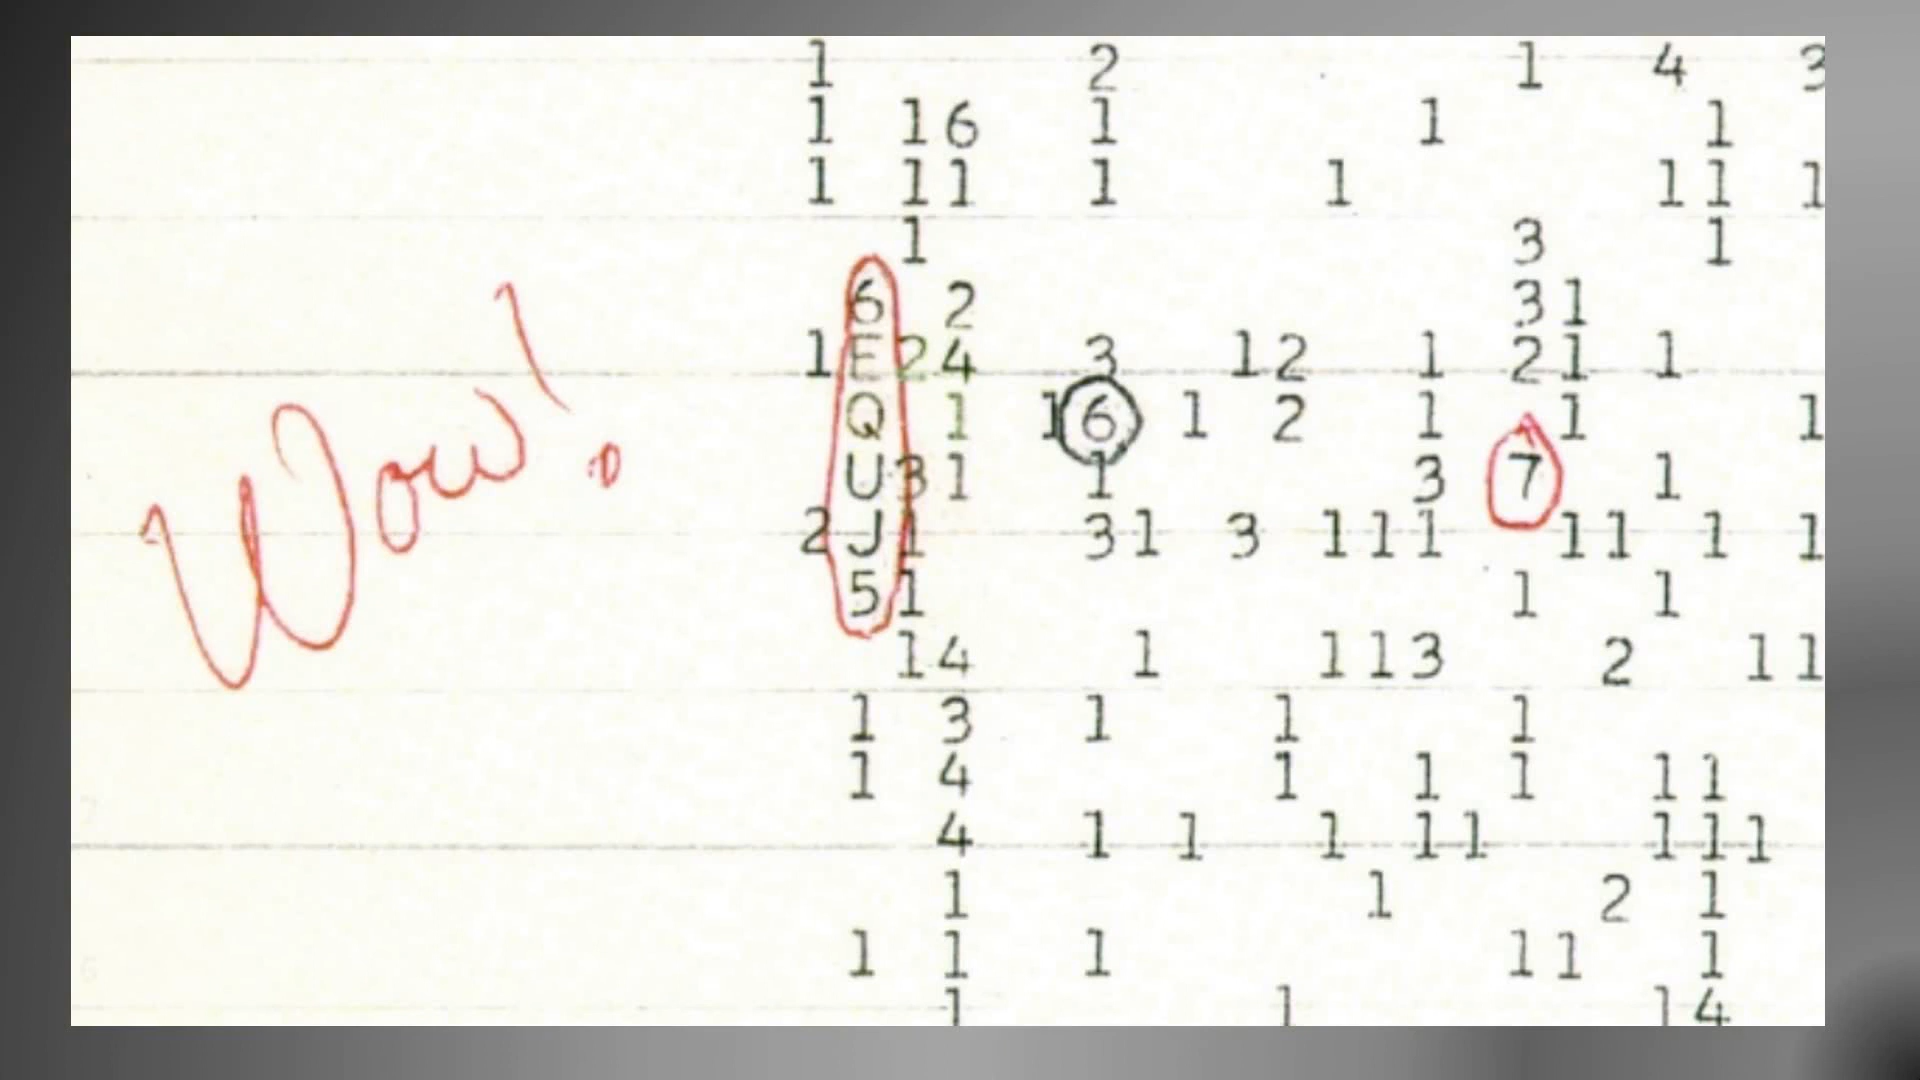 1 2 1 4 3
1 16 1 1 1
1 11 1 1 11 1
1 3 1
6 2 31
1E24 3 12 1 21 1
Q 1 16 1 2 1 1 1
U31 1 3 7 1
2J1 31 3 111 11 1 1
51 1 1
14 1 113 2 11
1 3 1 1 1
1 4 1 1 1 11
4 1 1 1 11 111
1 1 2 1
1 1 1 11 1
1 1 14
Wow!